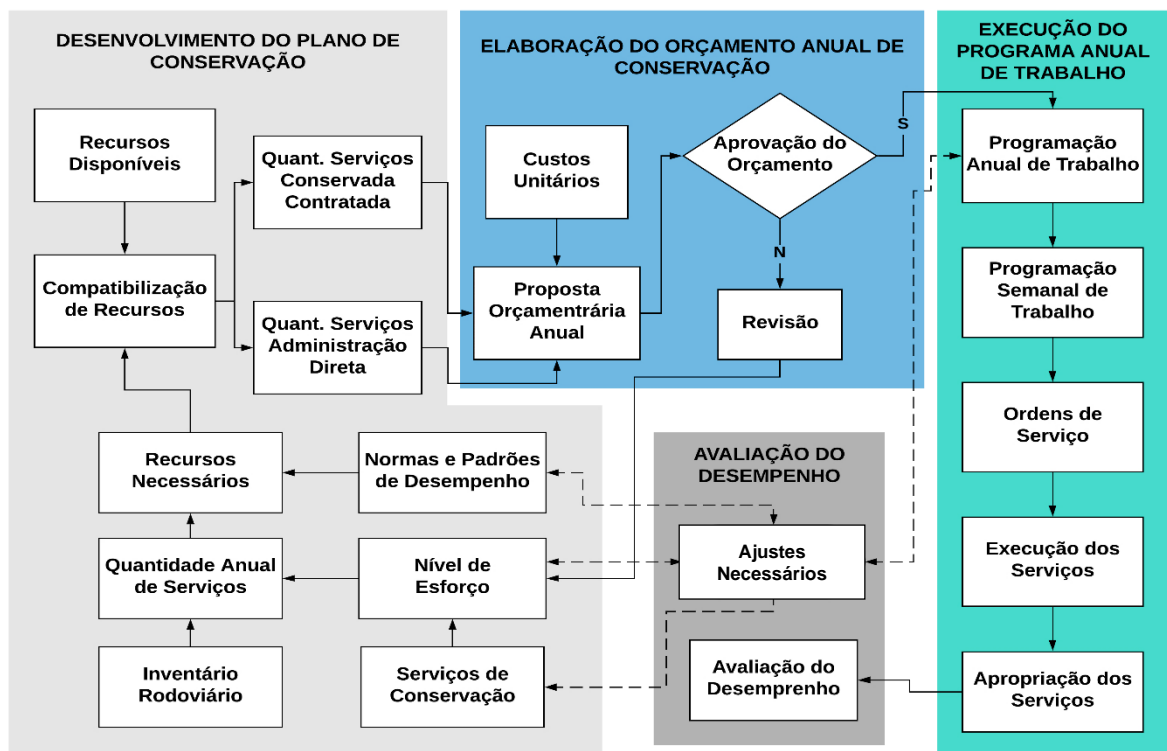 DESENVOLVIMENTO DO PLANO DE
CONSERVAÇÃO
Recursos
Disponíveis
Quant. Serviços
Conservada
Contratada
Compatibilização
de Recursos
Quant. Serviços
Administração
Direta
Recursos
Necessários
Normas e Padrões
de Desempenho
Quantidade Anual
de Serviços
Nível de
Esforço
Inventário
Rodoviário
Serviços de
Conservação
ELABORAÇÃO DO ORÇAMENTO ANUAL DE
CONSERVAÇÃO
Custos
Unitários
Aprovação do
Orçamento
S
N
Proposta
Orçamentrária
Anual
Revisão
AVALIAÇÃO DO
DESEMPENHO
Ajustes
Necessários
Avaliação do
Desemprenho
EXECUÇÃO DO
PROGRAMA ANUAL
DE TRABALHO
Programação
Anual de Trabalho
Programação
Semanal de
Trabalho
Ordens de
Serviço
Execução dos
Serviços
Apropriação dos
Serviços